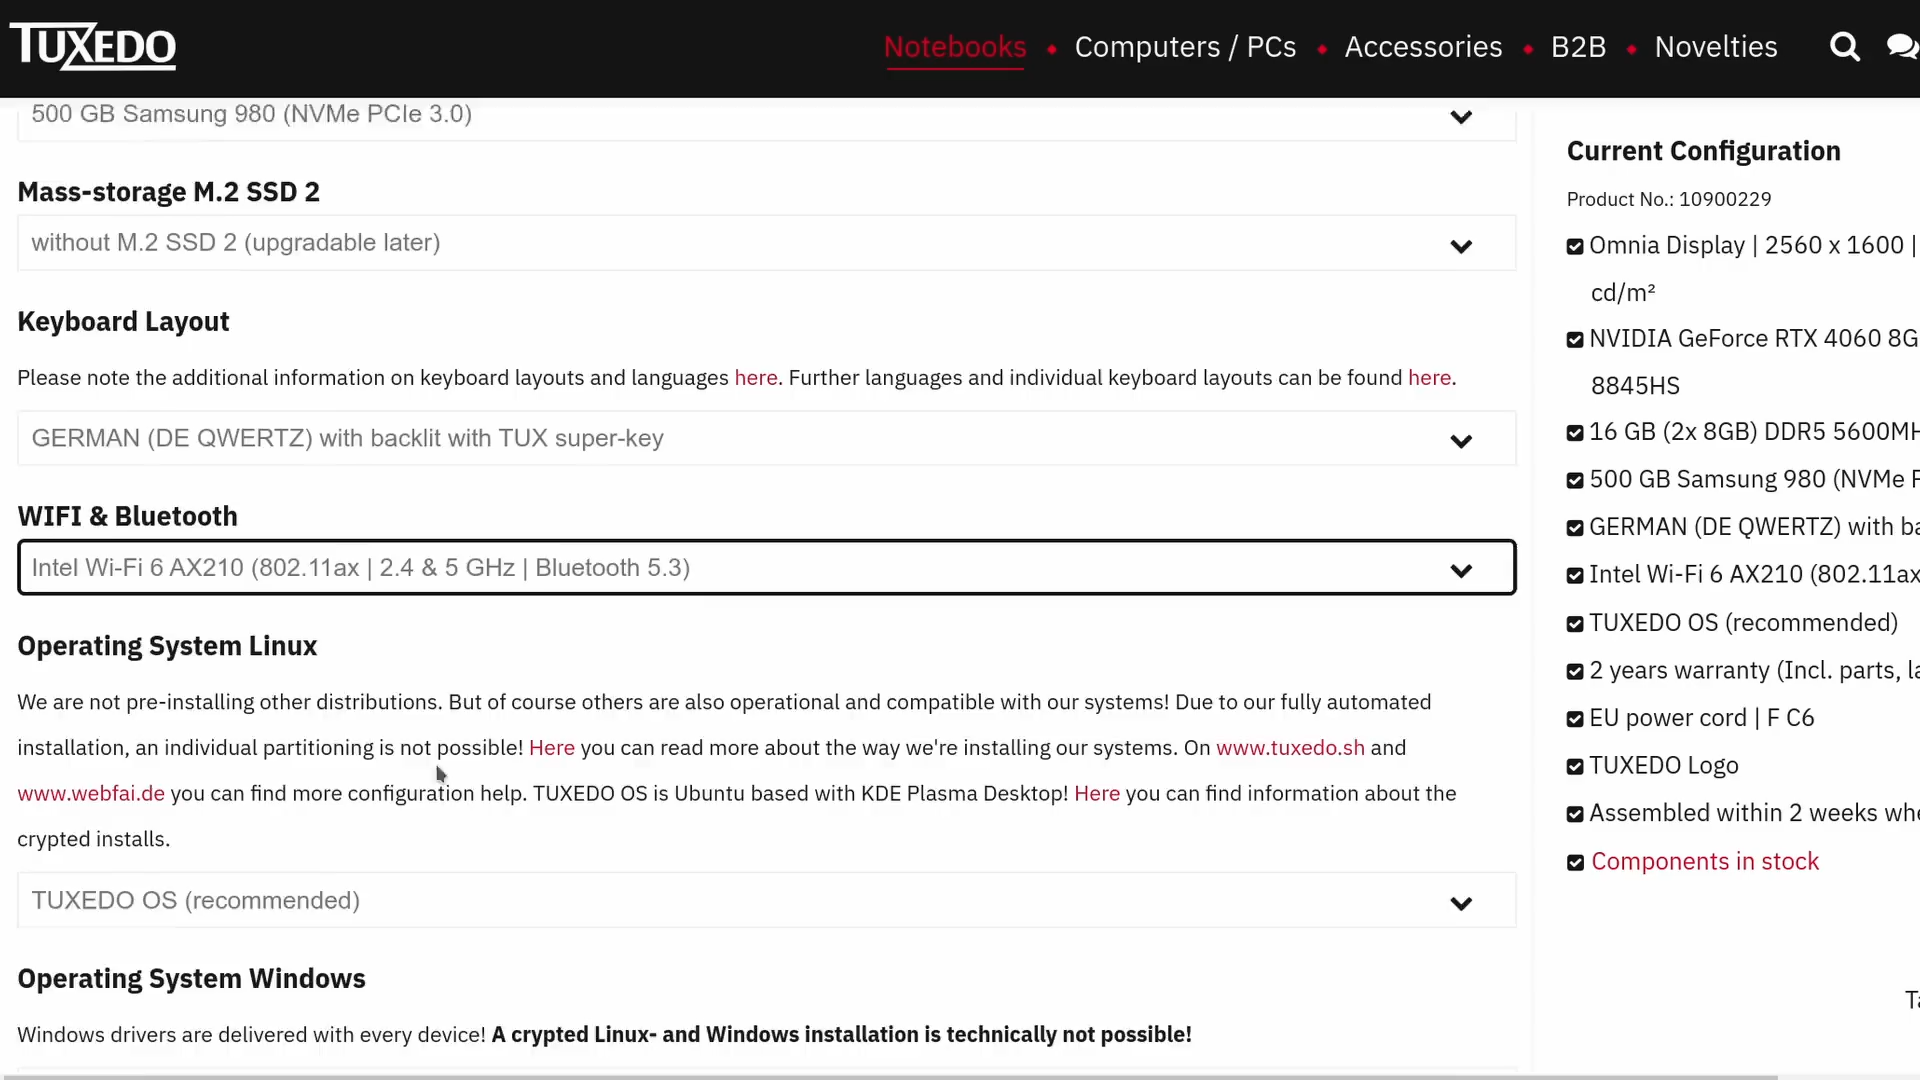 TUXEDO
Notebooks • Computers / PCs • Accessories • B2B • Novelties
500 GB Samsung 980 (NVMe PCIe 3.0)
Mass-storage M.2 SSD 2
without M.2 SSD 2 (upgradable later)
Keyboard Layout
Please note the additional information on keyboard layouts and languages here. Further languages and individual keyboard layouts can be found here.
GERMAN (DE QWERTZ) with backlit with TUX super-key
WIFI & Bluetooth
Intel Wi-Fi 6 AX210 (802.11ax | 2.4 & 5 GHz | Bluetooth 5.3)
Operating System Linux
We are not pre-installing other distributions. But of course others are also operational and compatible with our systems! Due to our fully automated
installation, an individual partitioning is not possible! Here you can read more about the way we're installing our systems. On www.tuxedo.sh and
www.webfai.de you can find more configuration help. TUXEDO OS is Ubuntu based with KDE Plasma Desktop! Here you can find information about the
crypted installs.
TUXEDO OS (recommended)
Operating System Windows
Windows drivers are delivered with every device! A crypted Linux- and Windows installation is technically not possible!
Current Configuration
Product No.: 10900229
Omnia Display | 2560 x 1600 |
cd/m²
NVIDIA GeForce RTX 4060 8G
8845HS
16 GB (2x 8GB) DDR5 5600MH
500 GB Samsung 980 (NVMe P
GERMAN (DE QWERTZ) with ba
Intel Wi-Fi 6 AX210 (802.11ax
TUXEDO OS (recommended)
2 years warranty (Incl. parts, la
EU power cord | F C6
TUXEDO Logo
Assembled within 2 weeks whe
Components in stock
Ta